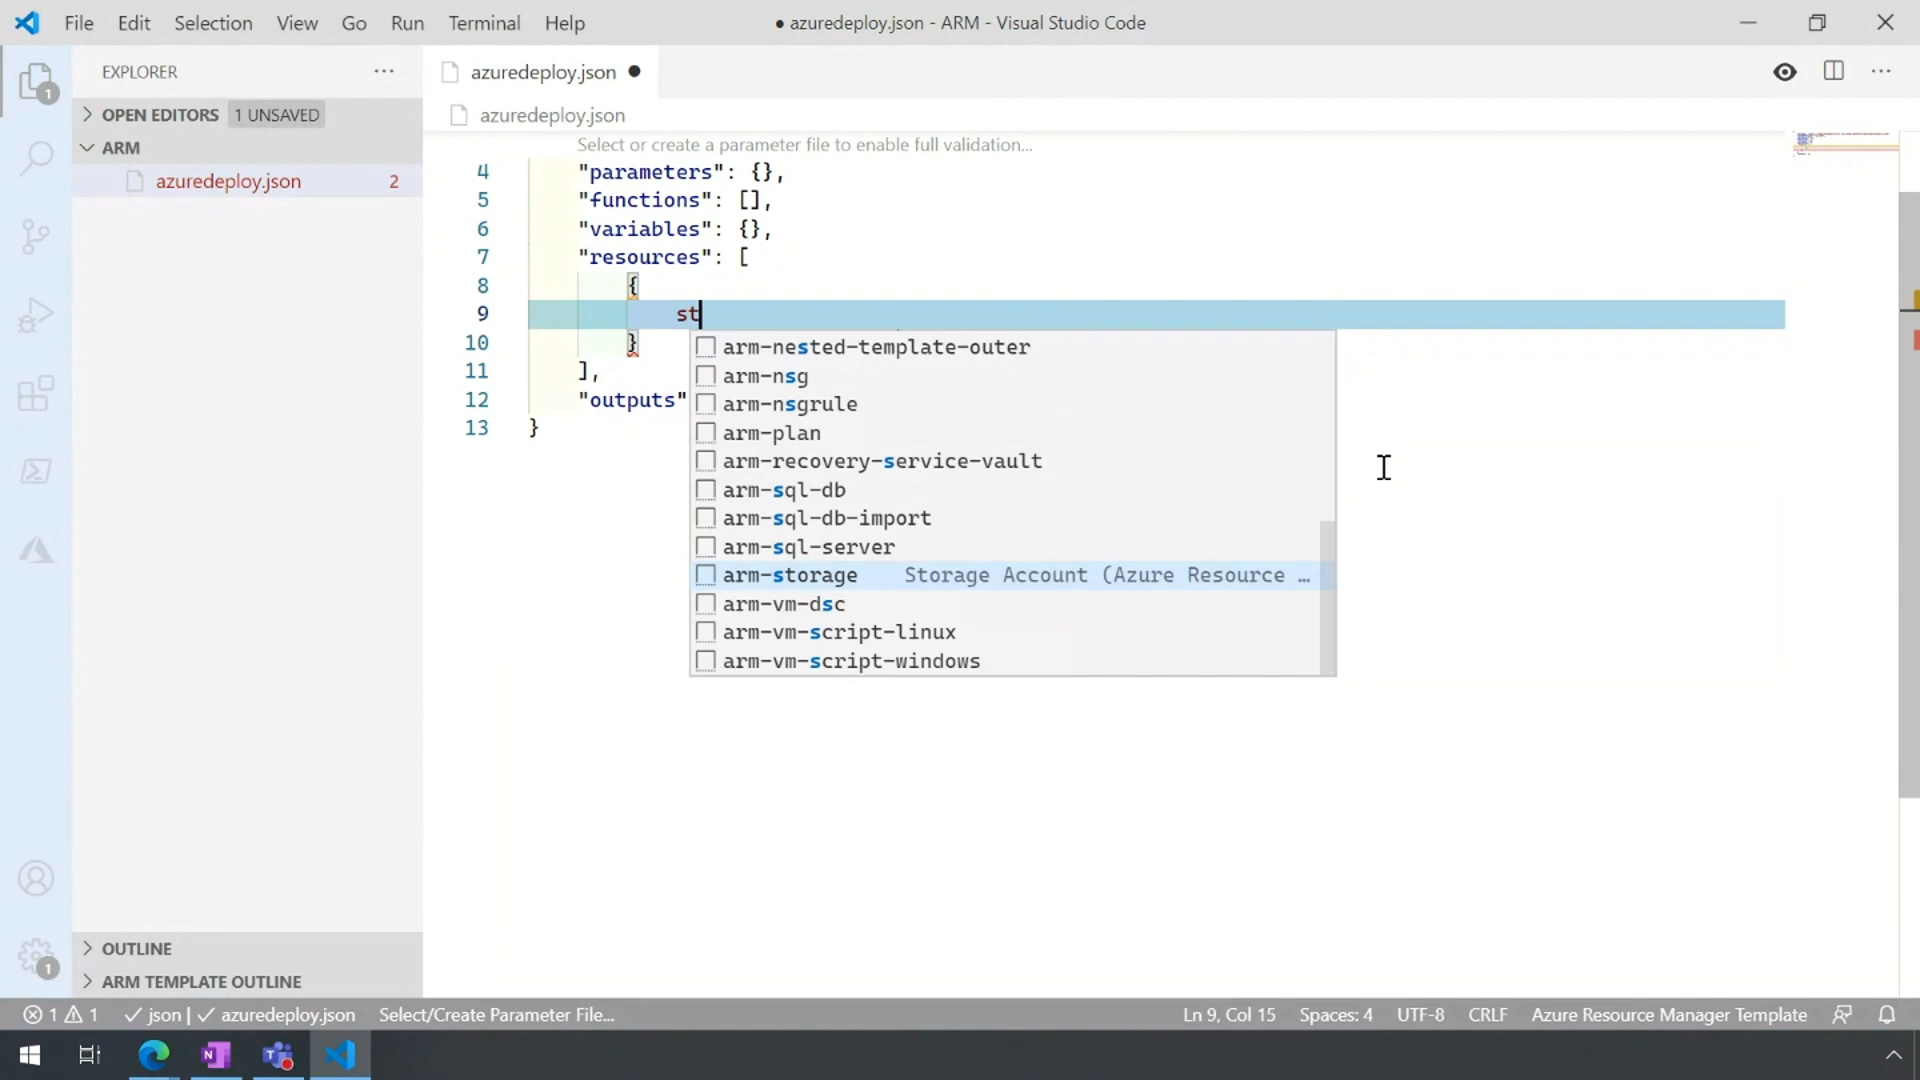 File Edit Selection View Go Run Terminal Help ● azuredeploy.json - ARM - Visual Studio Code
EXPLORER ···
azuredeploy.json ●
1
OPEN EDITORS 1 UNSAVED
azuredeploy.json
ARM
Select or create a parameter file to enable full validation...
azuredeploy.json 2
4 "parameters": {},
5 "functions": [],
6 "variables": {},
7 "resources": [
8 {
9 st
10 }
11 ],
12 "outputs"
13 }
arm-nested-template-outer
arm-nsg
arm-nsgrule
arm-plan
arm-recovery-service-vault
arm-sql-db
arm-sql-db-import
arm-sql-server
arm-storage Storage Account (Azure Resource …
arm-vm-dsc
arm-vm-script-linux
arm-vm-script-windows
OUTLINE
1
ARM TEMPLATE OUTLINE
1 1 json | azuredeploy.json Select/Create Parameter File... Ln 9, Col 15 Spaces: 4 UTF-8 CRLF Azure Resource Manager Template